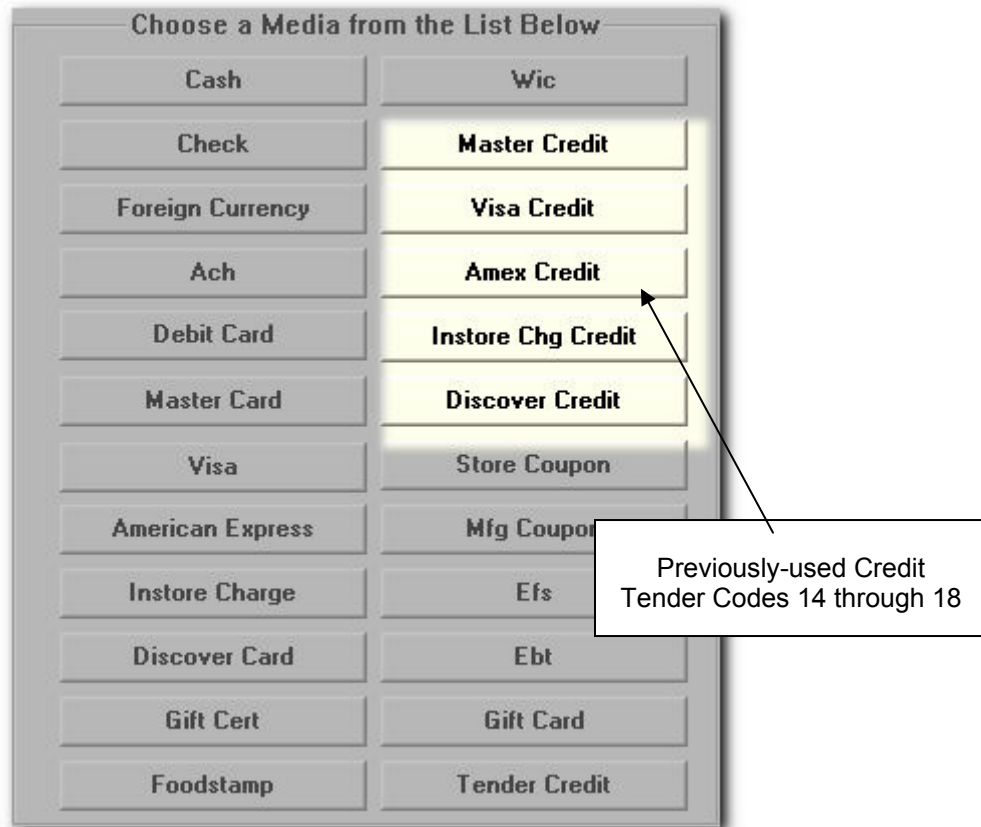 Choose a Media from the List Below
Cash
Wic
Check
Master Credit
Foreign Currency
Visa Credit
Ach
Amex Credit
Debit Card
Instore Chg Credit
Master Card
Discover Credit
Visa
Store Coupon
American Express
Mfg Coupon
Instore Charge
Efs
Discover Card
Ebt
Gift Cert
Gift Card
Foodstamp
Tender Credit
Previously-used Credit
Tender Codes 14 through 18